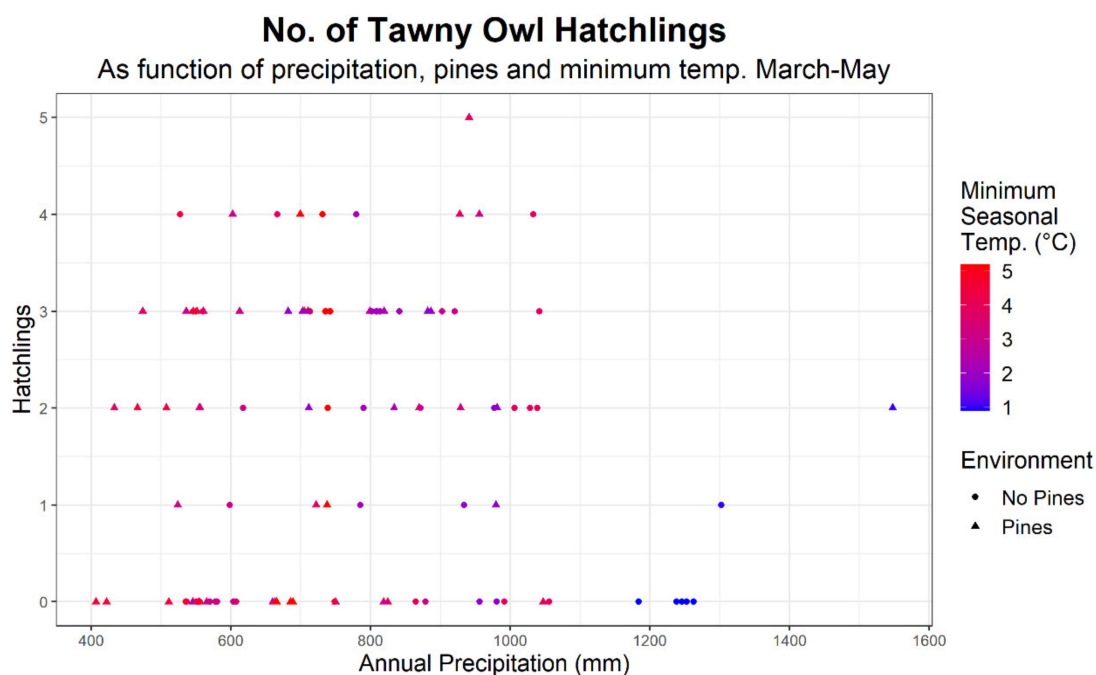 No. of Tawny Owl Hatchlings
As function of precipitation, pines and minimum temp. March-May
Hatchlings
5
4
3
2
1
0
400 600 800 1000 1200 1400 1600
Annual Precipitation (mm)
Minimum
Seasonal
Temp. (°C)
5
4
3
2
1
Environment
No Pines
Pines